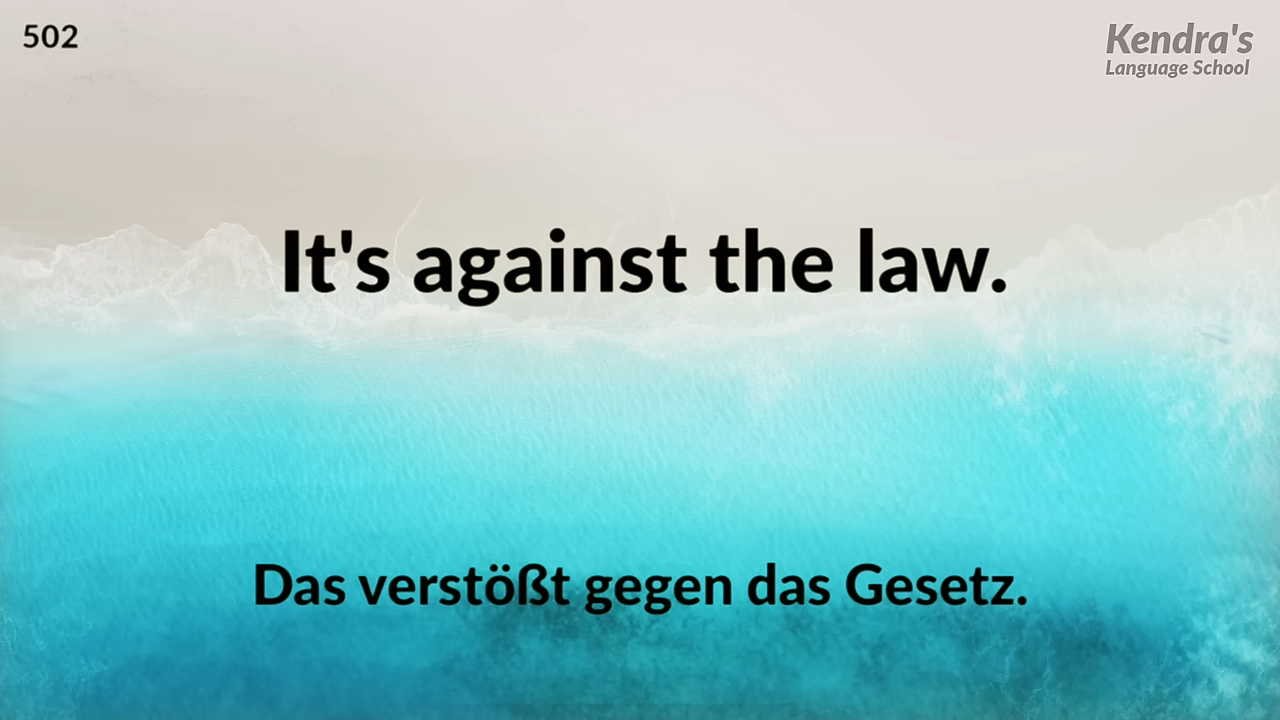 502
Kendra's
Language School
It's against the law.
Das verstößt gegen das Gesetz.